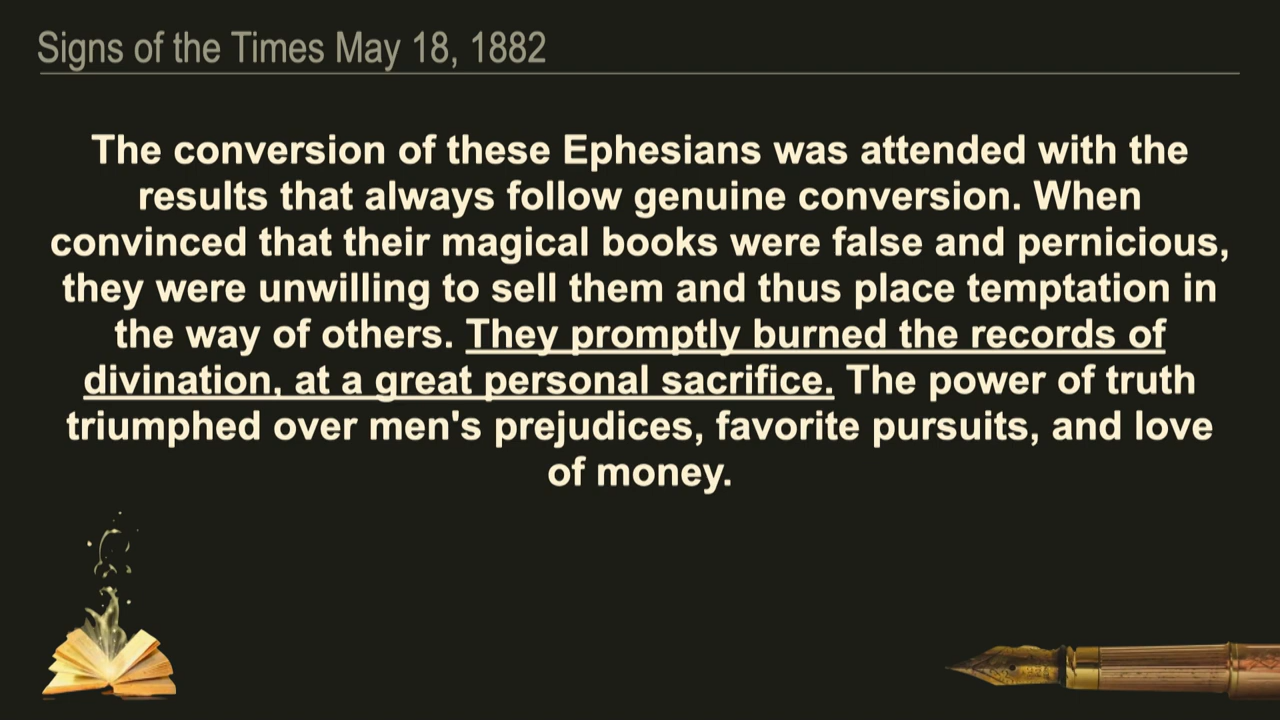 Signs of the Times May 18, 1882
The conversion of these Ephesians was attended with the
results that always follow genuine conversion. When
convinced that their magical books were false and pernicious,
they were unwilling to sell them and thus place temptation in
the way of others. They promptly burned the records of
divination, at a great personal sacrifice. The power of truth
triumphed over men's prejudices, favorite pursuits, and love
of money.